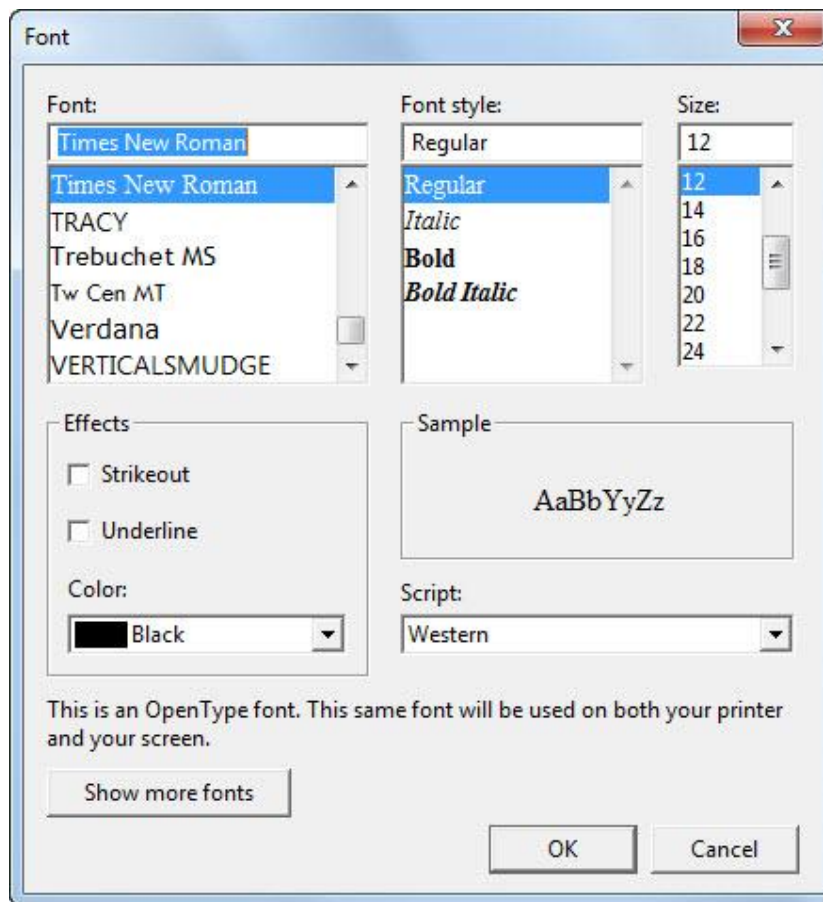 Font
Font:
Times New Roman
Times New Roman
TRACY
Trebuchet MS
Tw Cen MT
Verdana
VERTICALSMUDGE
Font style:
Regular
Regular
Italic
Bold
Bold Italic
Size:
12
12
14
16
18
20
22
24
Effects
Strikeout
Underline
Color:
Black
Sample
AaBbYyZz
Script:
Western
This is an OpenType font. This same font will be used on both your printer
and your screen.
Show more fonts
OK
Cancel